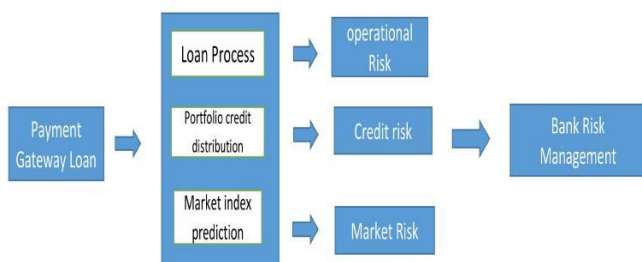 Payment
Gateway Loan
Loan Process
Portfolio credit
distribution
Market index
prediction
operational
Risk
Credit risk
Market Risk
Bank Risk
Management